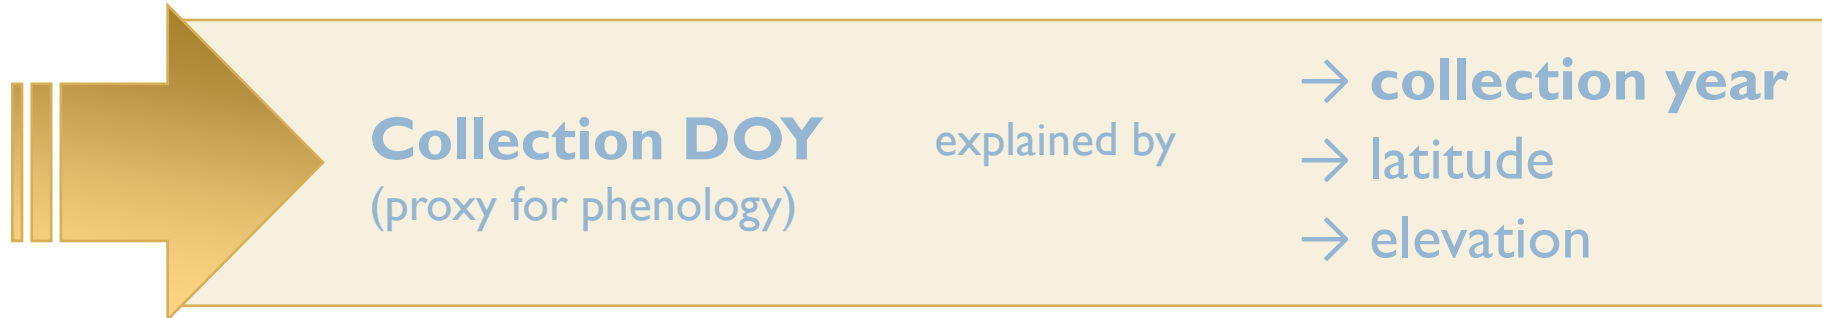 Collection DOY
(proxy for phenology)
explained by
→ collection year
→ latitude
→ elevation